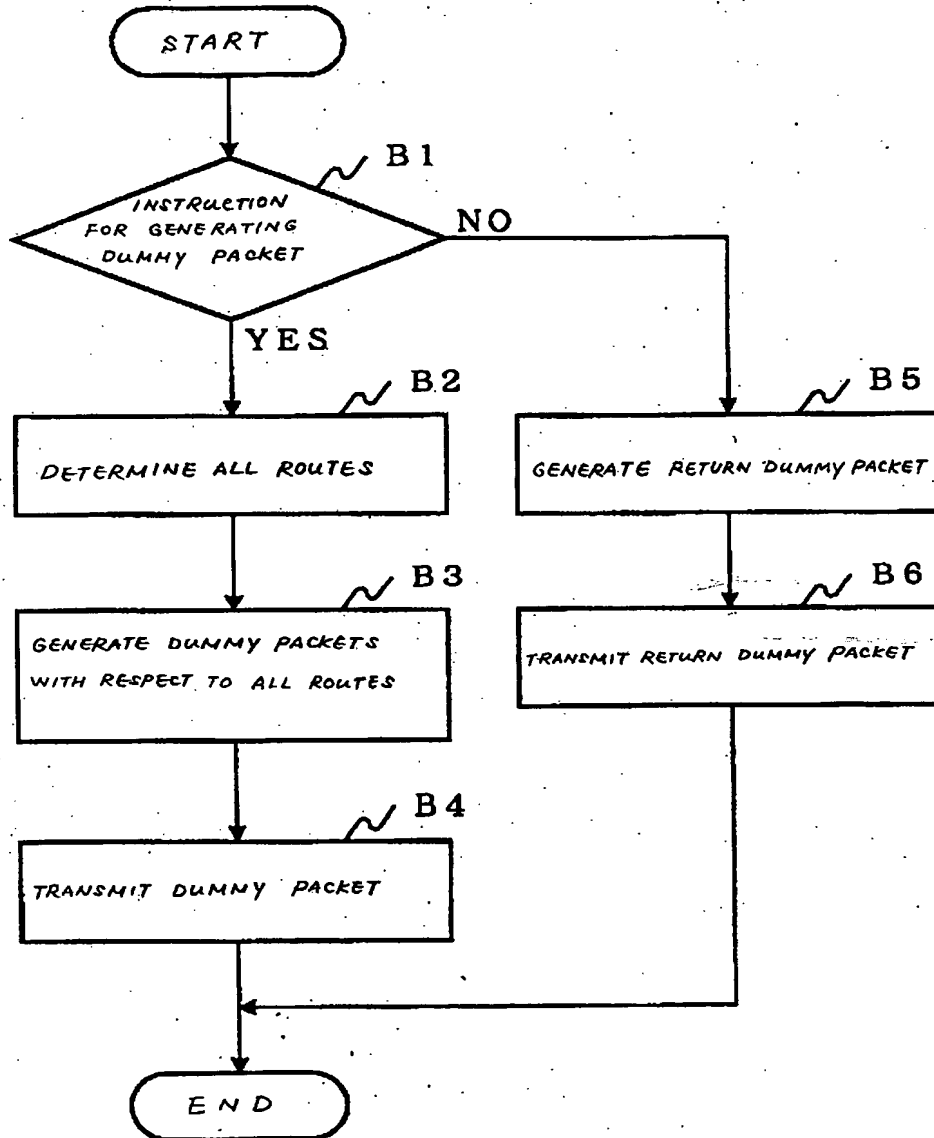 START
B1
INSTRUCTION
FOR GENERATING
DUMMY PACKET
NO
YES
B2
DETERMINE ALL ROUTES
B5
GENERATE RETURN DUMMY PACKET
B3
GENERATE DUMMY PACKETS
WITH RESPECT TO ALL ROUTES
B6
TRANSMIT RETURN DUMMY PACKET
B4
TRANSMIT DUMMY PACKET
END